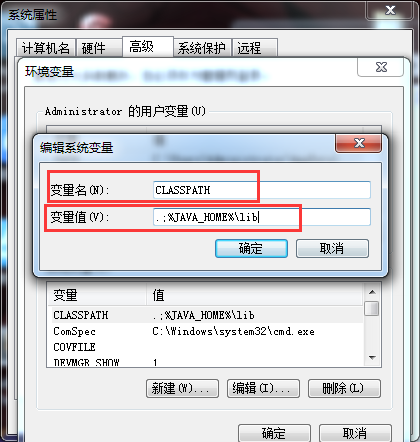 系统属性
计算机名 硬件 高级 系统保护 远程
环境变量
Administrator 的用户变量(U)
编辑系统变量
变量名(N): CLASSPATH
变量值(V): .;%JAVA_HOME%\lib
确定 取消
变量 值
CLASSPATH .;%JAVA_HOME%\lib
ComSpec C:\Windows\system32\cmd.exe
COVFILE
DEVMGR_SHOW 1
新建(W)... 编辑(I)... 删除(L)
确定 取消